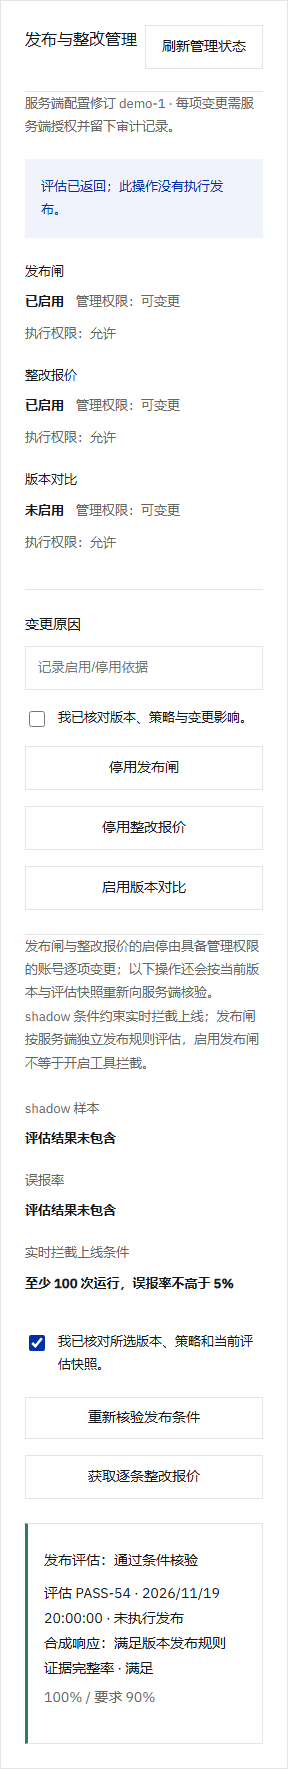 发布与整改管理
刷新管理状态
服务端配置修订 demo-1 · 每项变更需服
务端授权并留下审计记录。
评估已返回；此操作没有执行发
布。
发布闸
已启用 管理权限：可变更
执行权限：允许
整改报价
已启用 管理权限：可变更
执行权限：允许
版本对比
未启用 管理权限：可变更
执行权限：允许
变更原因
记录启用/停用依据
我已核对版本、策略与变更影响。
停用发布闸
停用整改报价
启用版本对比
发布闸与整改报价的启停由具备管理权限
的账号逐项变更；以下操作还会按当前版
本与评估快照重新向服务端核验。
shadow 条件约束实时拦截上线；发布闸
按服务端独立发布规则评估，启用发布闸
不等于开启工具拦截。
shadow 样本
评估结果未包含
误报率
评估结果未包含
实时拦截上线条件
至少 100 次运行，误报率不高于 5%
我已核对所选版本、策略和当前评
估快照。
重新核验发布条件
获取逐条整改报价
发布评估：通过条件核验
评估 PASS-54 · 2026/11/19
20:00:00 · 未执行发布
合成响应：满足版本发布规则
证据完整率 · 满足
100% / 要求 90%